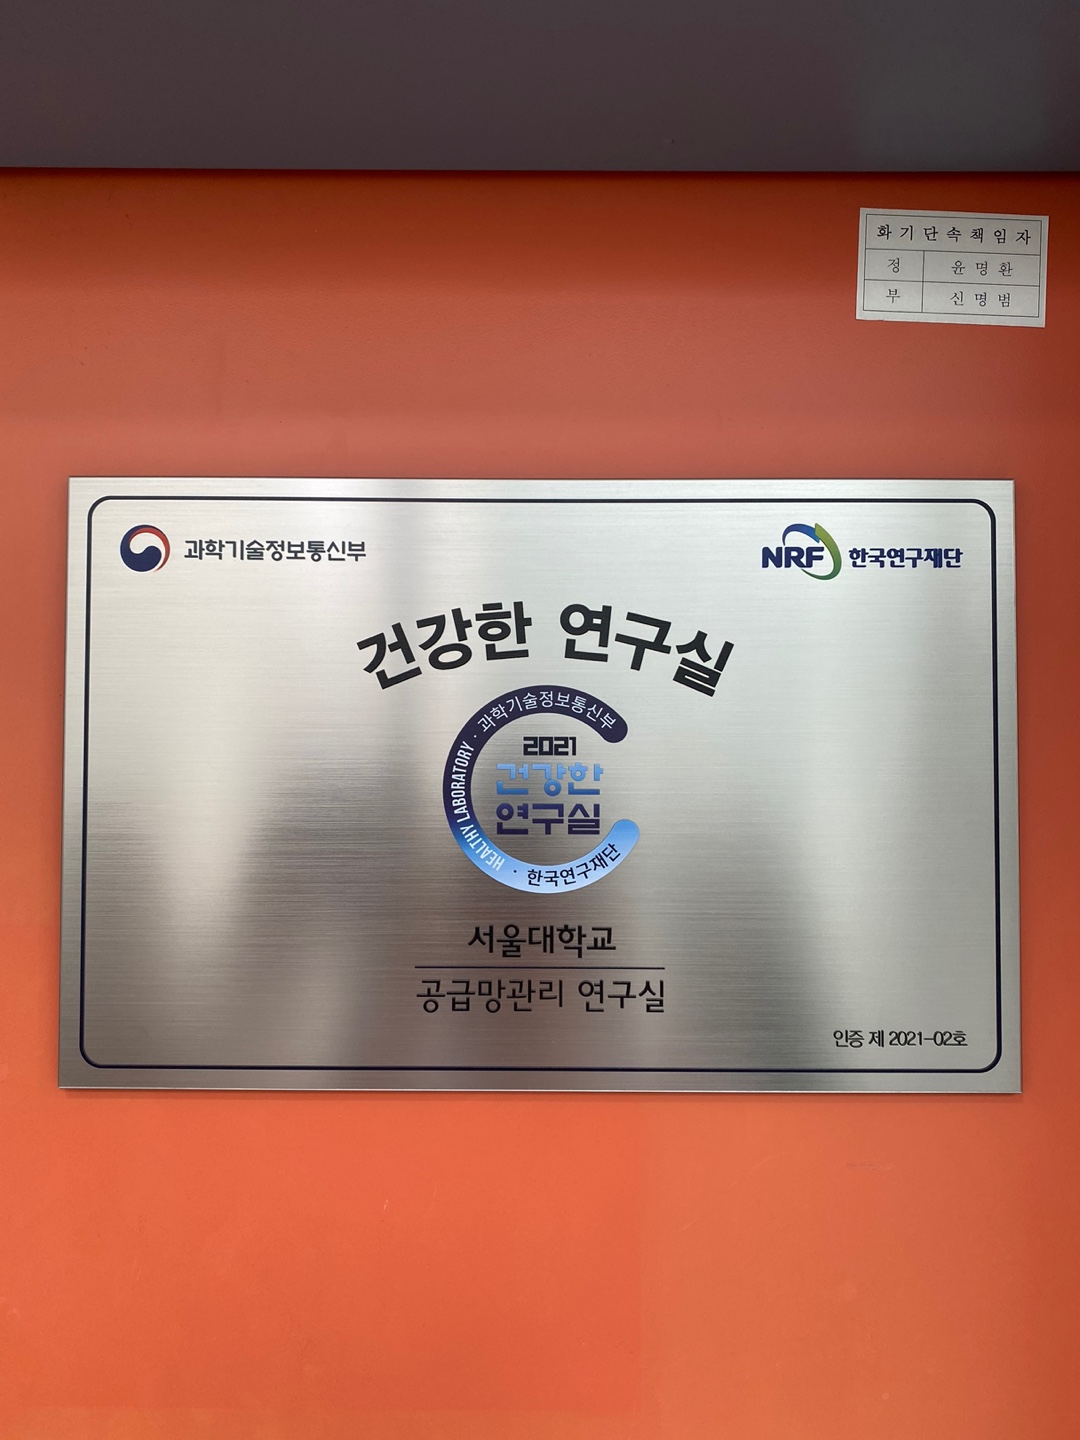 화기단속책임자
정 윤명환
부 신명범
과학기술정보통신부
NRF 한국연구재단
건강한 연구실
HEALTHY LABORATORY · 과학기술정보통신부
2021
건강한
연구실
· 한국연구재단
서울대학교
공급망관리 연구실
인증 제 2021-02호